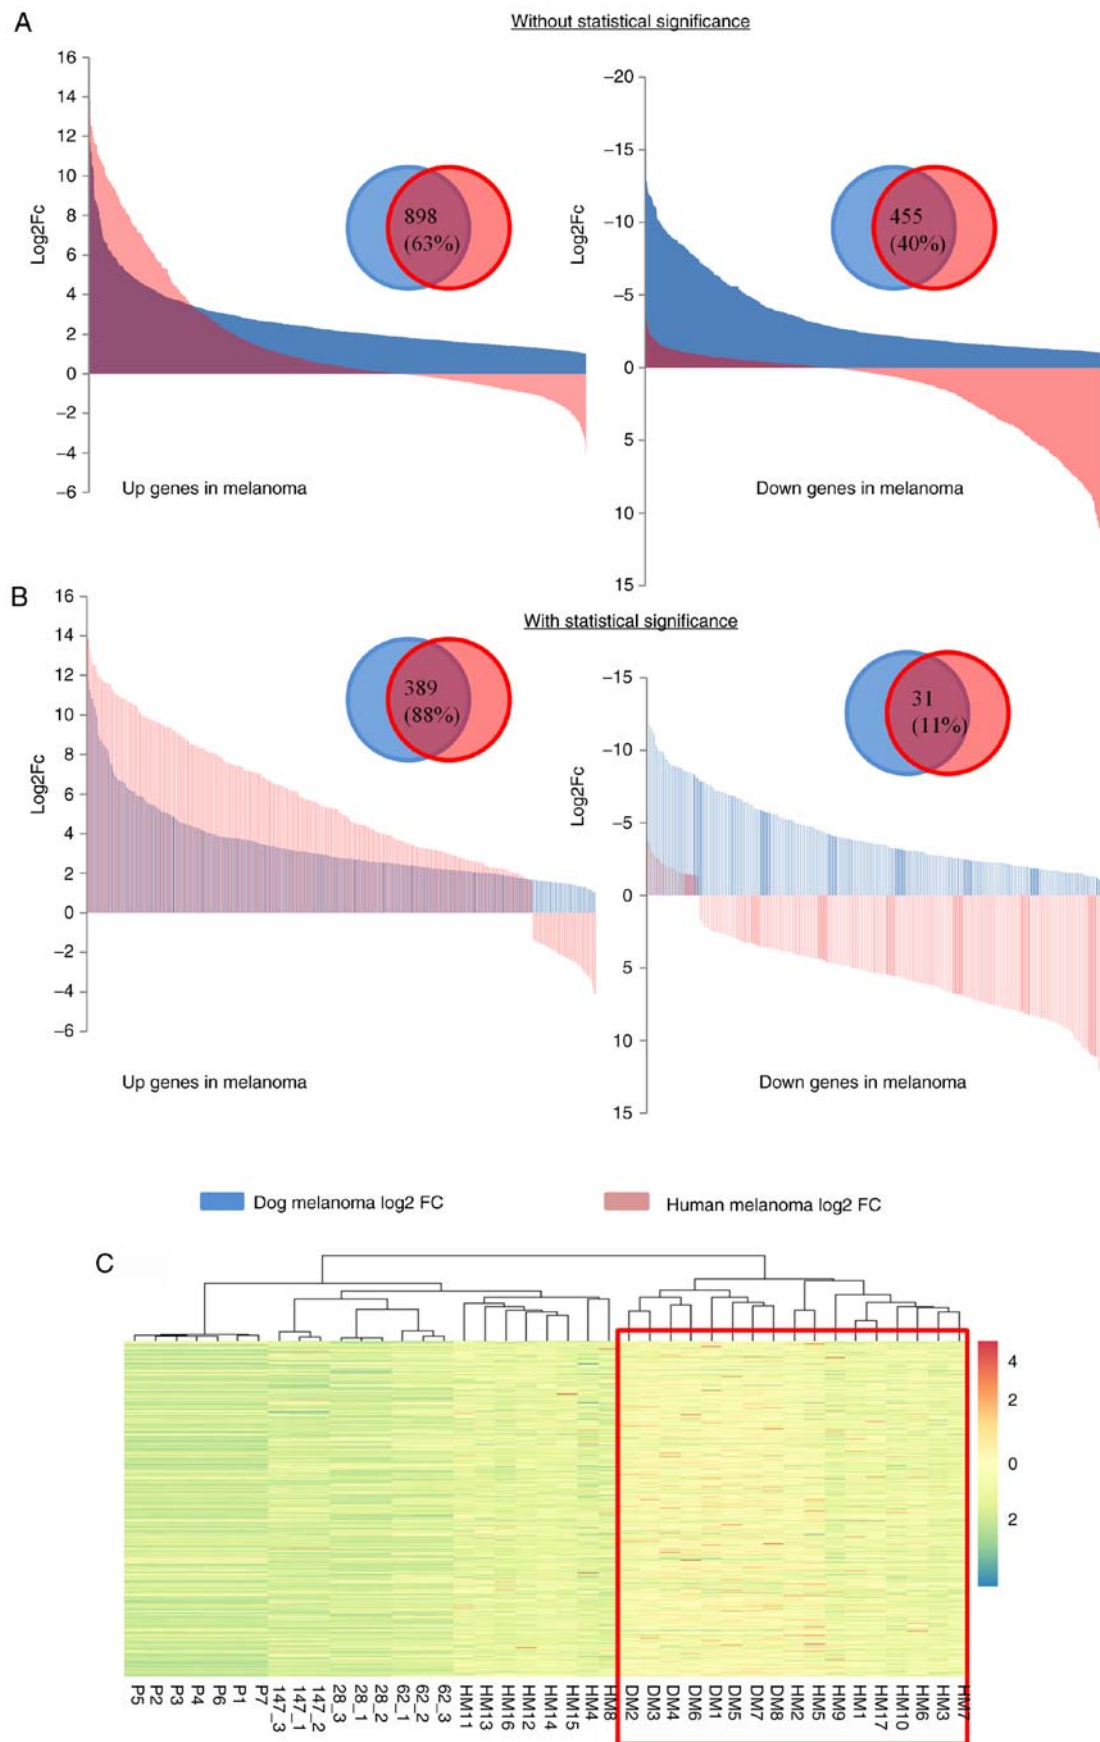 A
Without statistical significance
16
14
12
10
8
6
4
2
0
−2
−4
−6
Log2Fc
898
(63%)
Up genes in melanoma
−20
−15
−10
−5
0
5
10
15
Log2Fc
455
(40%)
Down genes in melanoma
B
With statistical significance
16
14
12
10
8
6
4
2
0
−2
−4
−6
Log2Fc
389
(88%)
Up genes in melanoma
−15
−10
−5
0
5
10
15
Log2Fc
31
(11%)
Down genes in melanoma
Dog melanoma log2 FC
Human melanoma log2 FC
C
4
2
0
2
P5
P2
P3
P4
P6
P1
P7
147_3
147_1
147_2
28_3
28_1
28_2
62_1
62_2
62_3
HM11
HM13
HM16
HM12
HM14
HM15
HM4
HM8
DM2
DM3
DM4
DM6
DM1
DM5
DM7
DM8
HM2
HM5
HM9
HM1
HM17
HM10
HM6
HM3
HM7